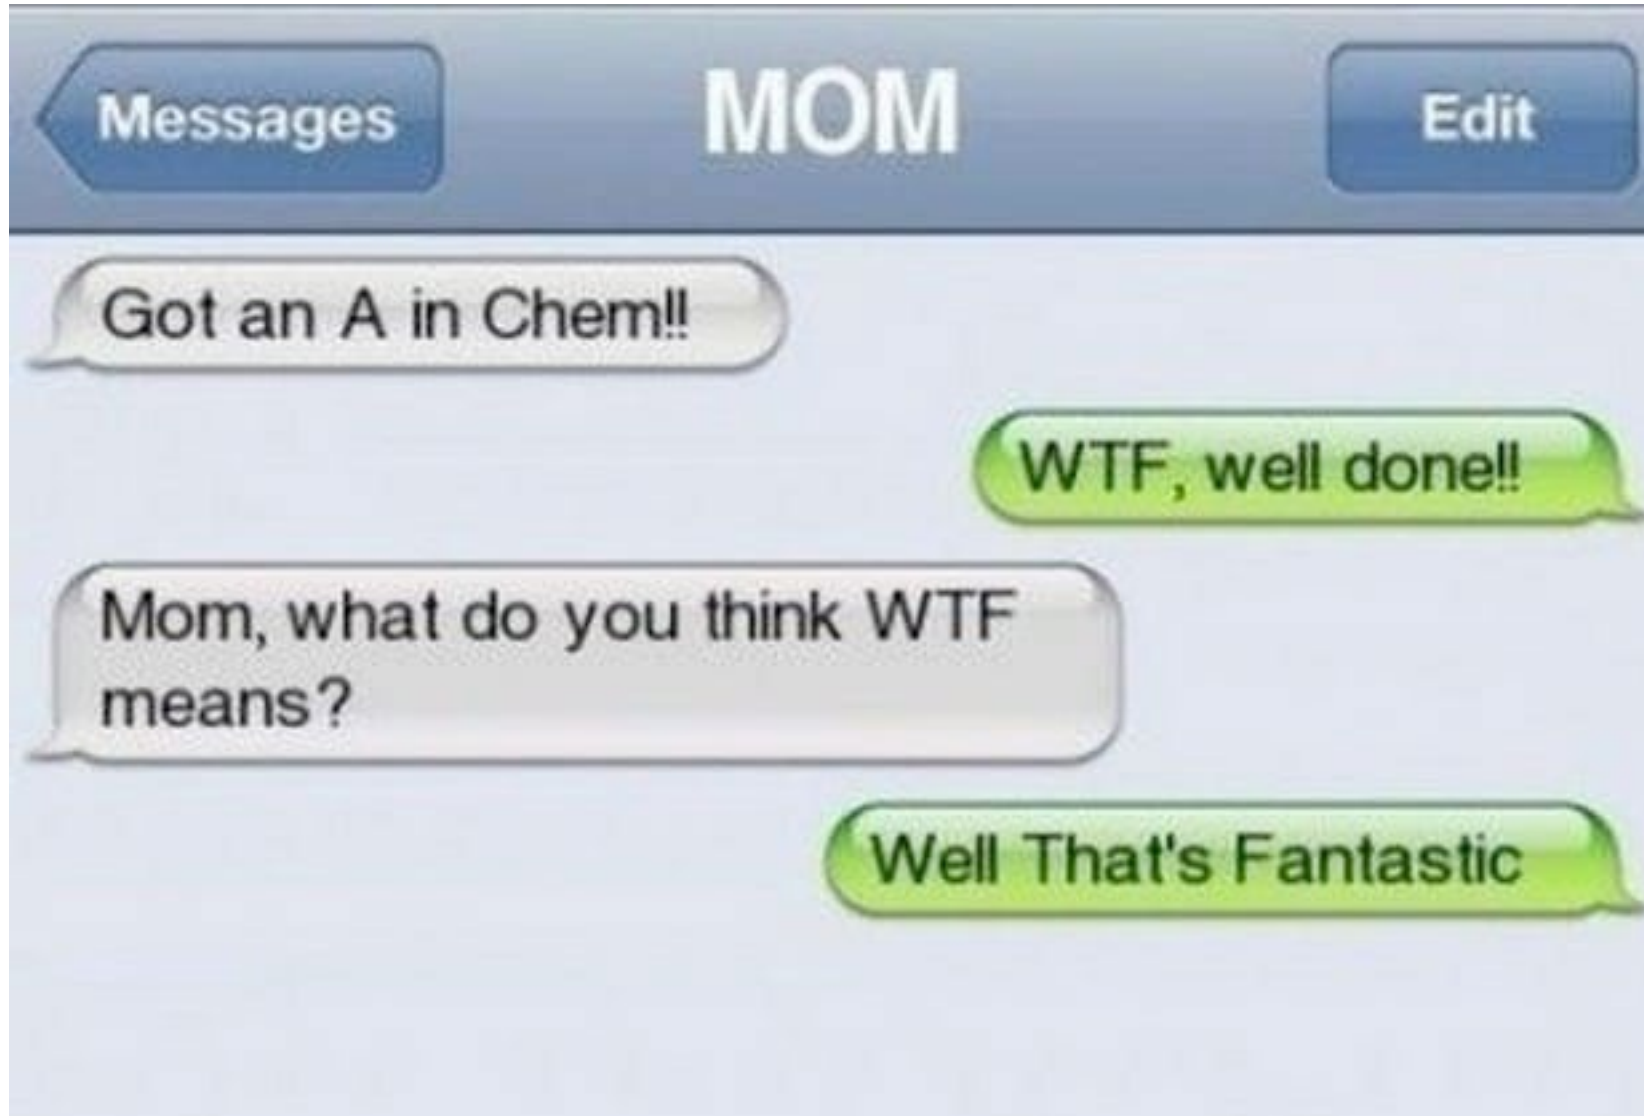 Messages
MOM
Edit
Got an A in Chem!!
WTF, well done!!
Mom, what do you think WTF
means?
Well That's Fantastic